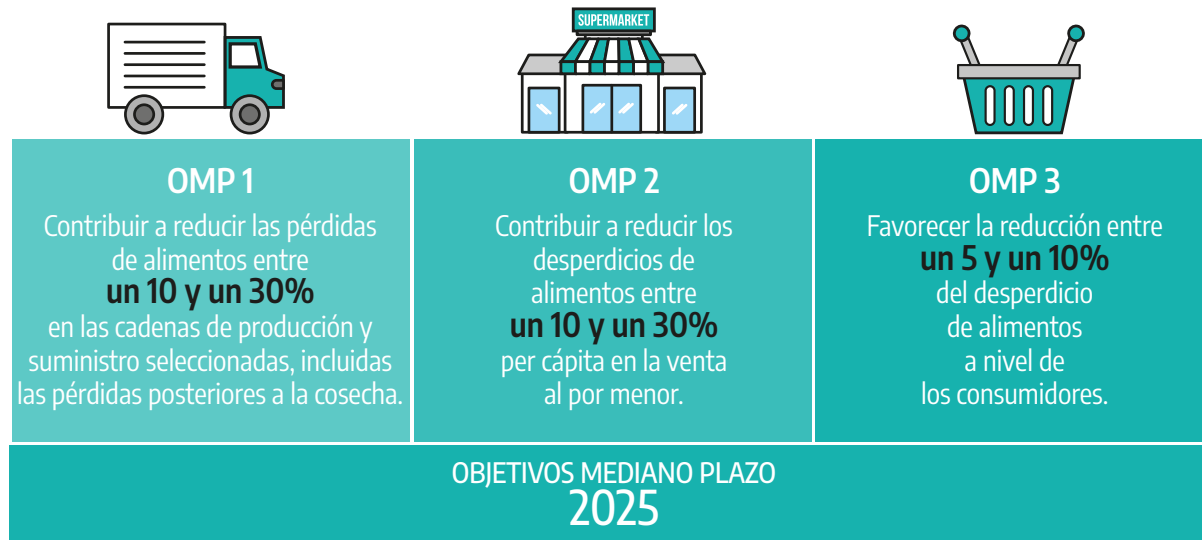 SUPERMARKET
OMP 1
Contribuir a reducir las pérdidas
de alimentos entre
un 10 y un 30%
en las cadenas de producción y
suministro seleccionadas, incluidas
las pérdidas posteriores a la cosecha.
OMP 2
Contribuir a reducir los
desperdicios de
alimentos entre
un 10 y un 30%
per cápita en la venta
al por menor.
OMP 3
Favorecer la reducción entre
un 5 y un 10%
del desperdicio
de alimentos
a nivel de
los consumidores.
OBJETIVOS MEDIANO PLAZO
2025